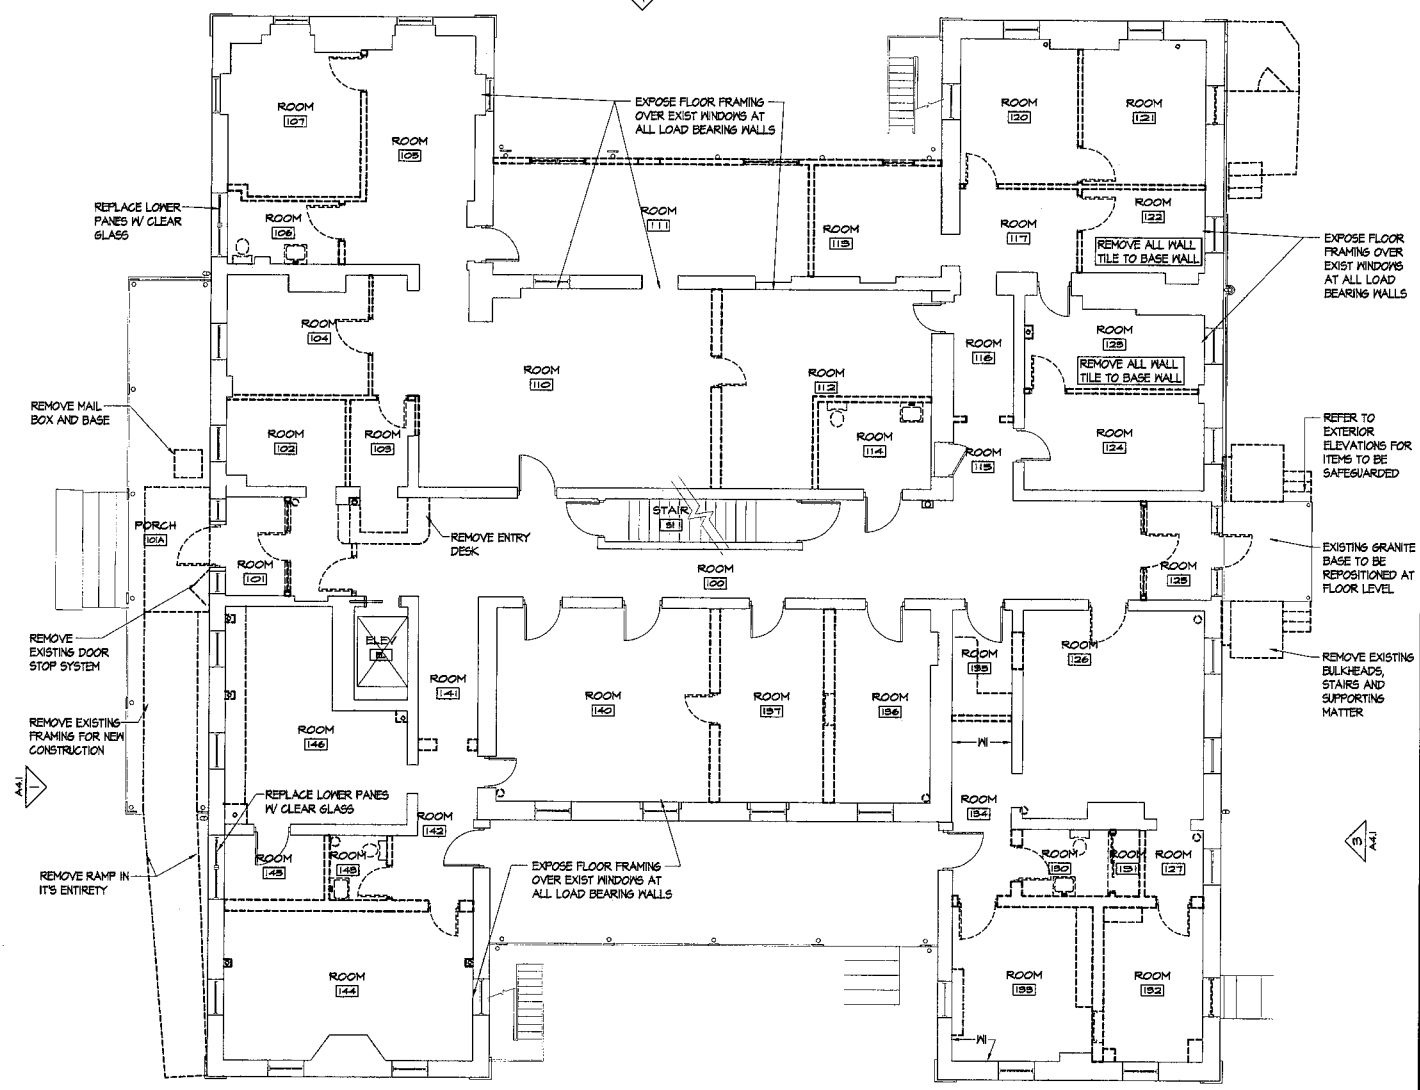 ROOM
107
ROOM
105
EXPOSE FLOOR FRAMING
OVER EXIST WINDOWS AT
ALL LOAD BEARING WALLS
ROOM
120
ROOM
121
REPLACE LOWER
PANES W/ CLEAR
GLASS
ROOM
106
ROOM
111
ROOM
113
ROOM
117
ROOM
122
REMOVE ALL WALL
TILE TO BASE WALL
EXPOSE FLOOR
FRAMING OVER
EXIST WINDOWS
AT ALL LOAD
BEARING WALLS
ROOM
104
ROOM
110
ROOM
112
ROOM
116
ROOM
123
REMOVE ALL WALL
TILE TO BASE WALL
REMOVE MAIL
BOX AND BASE
ROOM
102
ROOM
103
ROOM
114
ROOM
115
ROOM
124
REFER TO
EXTERIOR
ELEVATIONS FOR
ITEMS TO BE
SAFEGUARDED
PORCH
101A
ROOM
101
REMOVE ENTRY
DESK
STAIR
S1
ROOM
100
ROOM
125
EXISTING GRANITE
BASE TO BE
REPOSITIONED AT
FLOOR LEVEL
REMOVE
EXISTING DOOR
STOP SYSTEM
ELEV
ROOM
141
ROOM
140
ROOM
137
ROOM
136
ROOM
135
ROOM
126
REMOVE EXISTING
BULKHEADS,
STAIRS AND
SUPPORTING
MATTER
REMOVE EXISTING
FRAMING FOR NEW
CONSTRUCTION
ROOM
146
IM
A4.1
1
REPLACE LOWER PANES
W/ CLEAR GLASS
ROOM
142
ROOM
134
3
A4.1
REMOVE RAMP IN
IT'S ENTIRETY
ROOM
145
ROOM
143
EXPOSE FLOOR FRAMING
OVER EXIST WINDOWS AT
ALL LOAD BEARING WALLS
ROOM
130
ROOM
131
ROOM
127
ROOM
144
ROOM
133
ROOM
132
IM